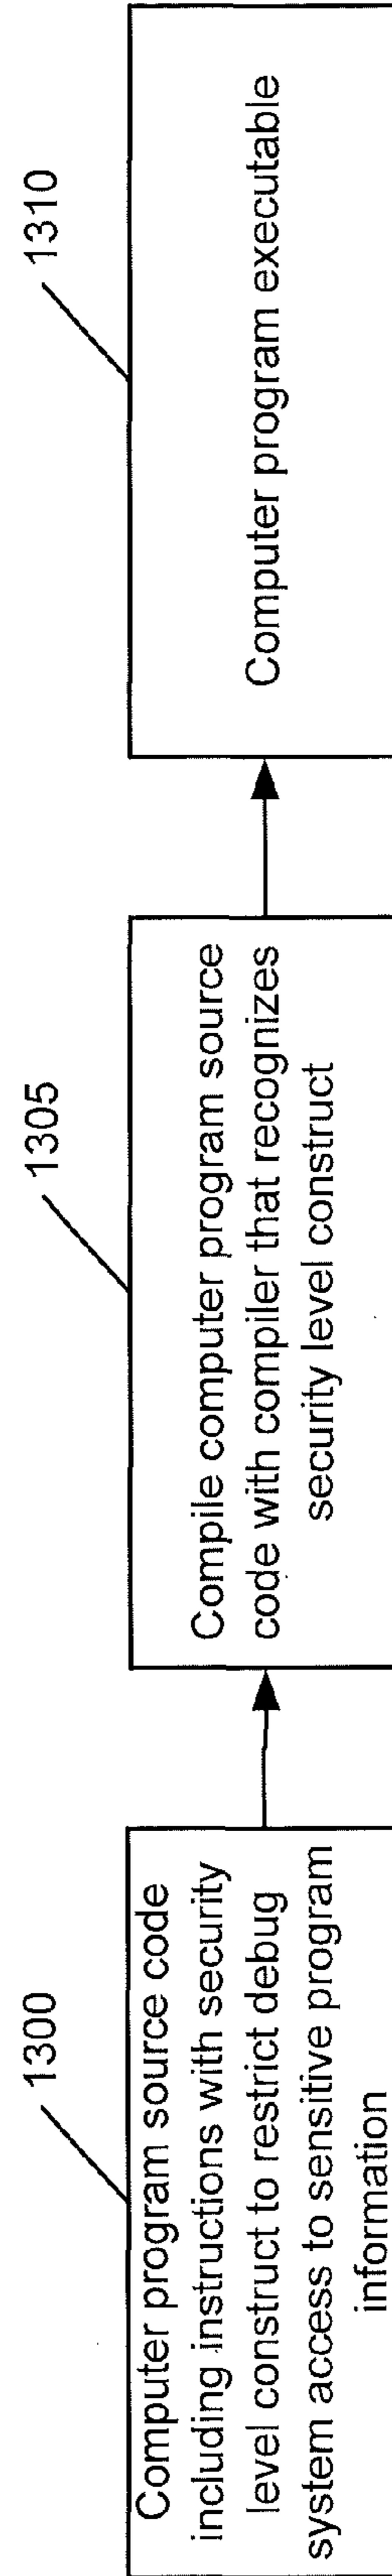 1300
Computer program source code
including instructions with security
level construct to restrict debug
system access to sensitive program
information
1305
Compile computer program source
code with compiler that recognizes
security level construct
1310
Computer program executable